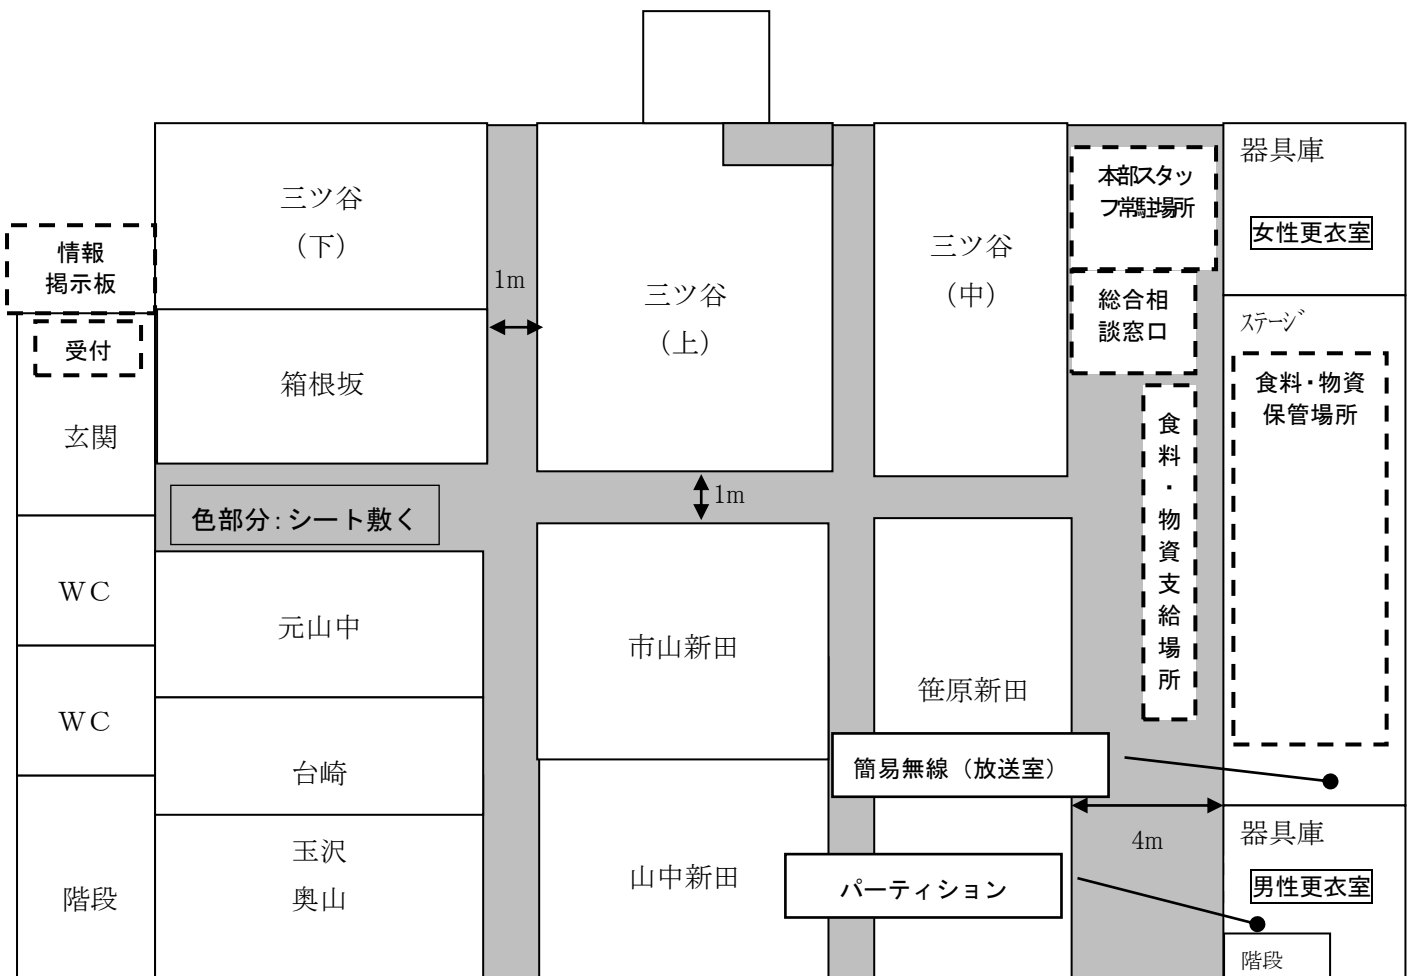 三ツ谷
（下）
情報
掲示板
受付
玄関
箱根坂
1m
三ツ谷
（上）
三ツ谷
（中）
本部スタッ
フ常駐場所
総合相
談窓口
器具庫
女性更衣室
ステージ
食料・物資
保管場所
食料・物資支給場所
1m
色部分：シート敷く
WC
WC
階段
元山中
台崎
玉沢
奥山
市山新田
山中新田
笹原新田
簡易無線（放送室）
パーティション
4m
器具庫
男性更衣室
階段